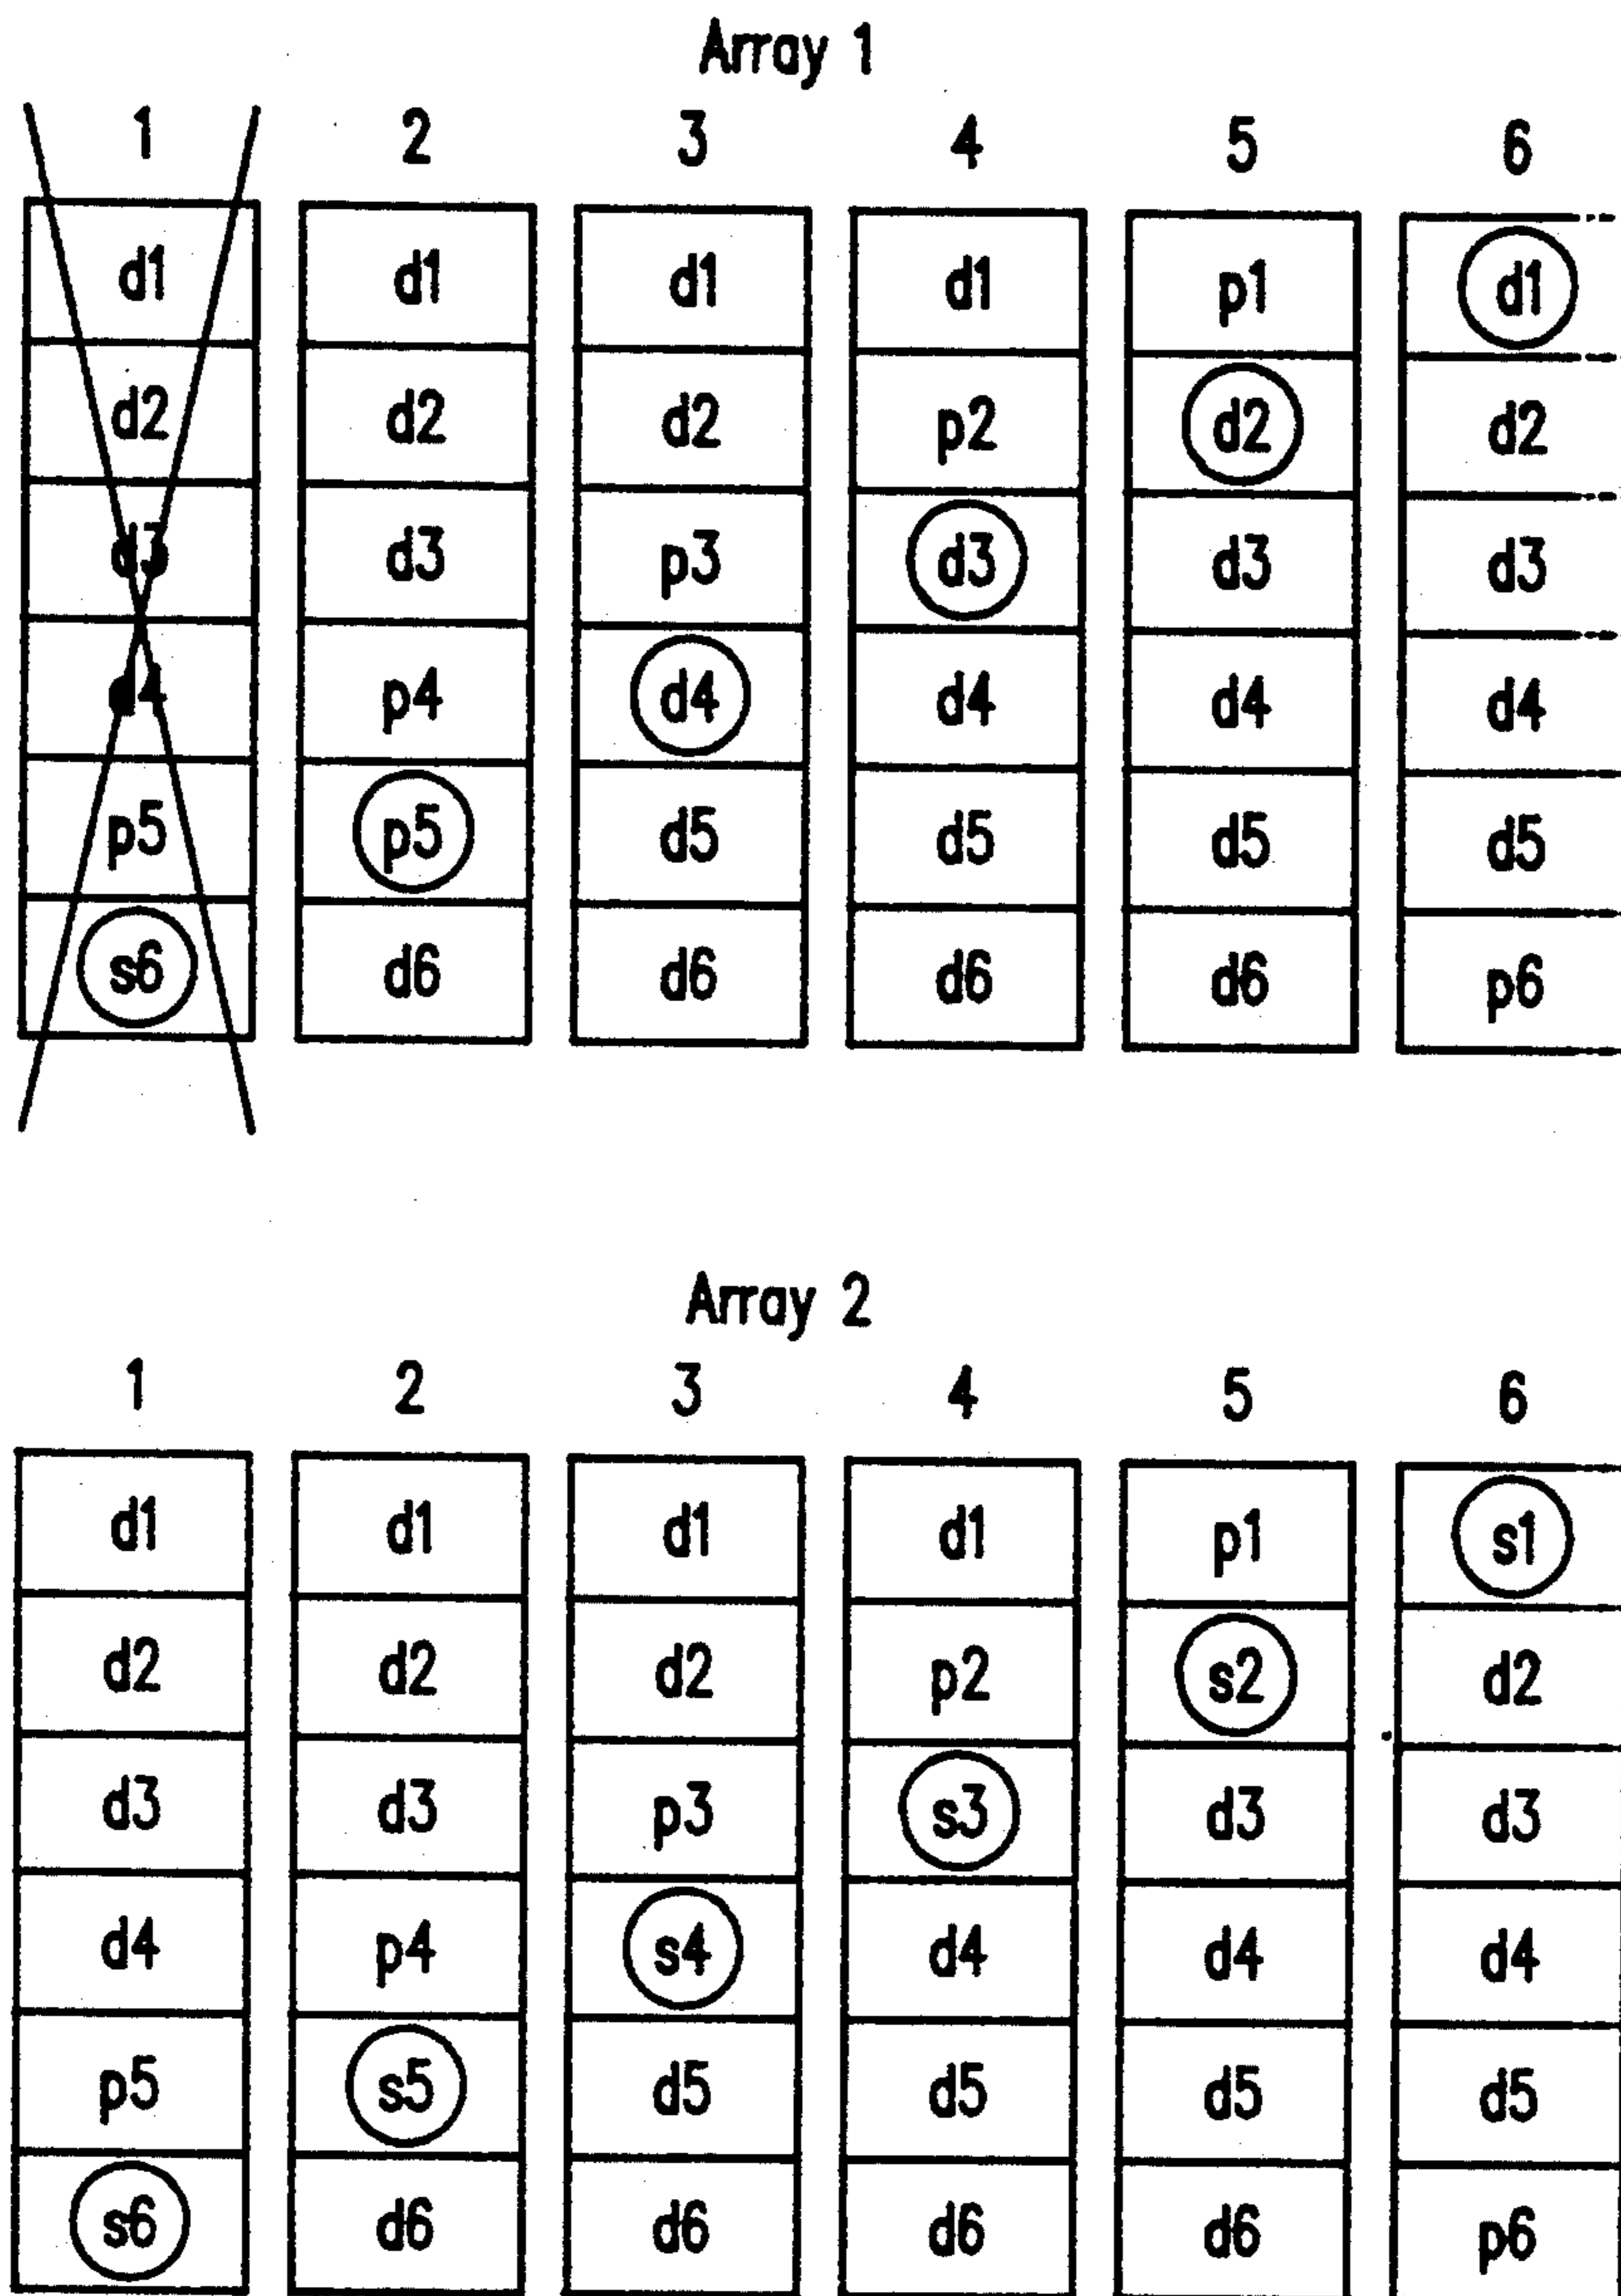 Array 1
1 2 3 4 5 6
d1 d1 d1 d1 p1 d1
d2 d2 d2 p2 d2 d2
d3 d3 p3 d3 d3 d3
d4 p4 d4 d4 d4 d4
p5 p5 d5 d5 d5 d5
s6 d6 d6 d6 d6 p6
Array 2
1 2 3 4 5 6
d1 d1 d1 d1 p1 s1
d2 d2 d2 p2 s2 d2
d3 d3 p3 s3 d3 d3
d4 p4 s4 d4 d4 d4
p5 s5 d5 d5 d5 d5
s6 d6 d6 d6 d6 p6